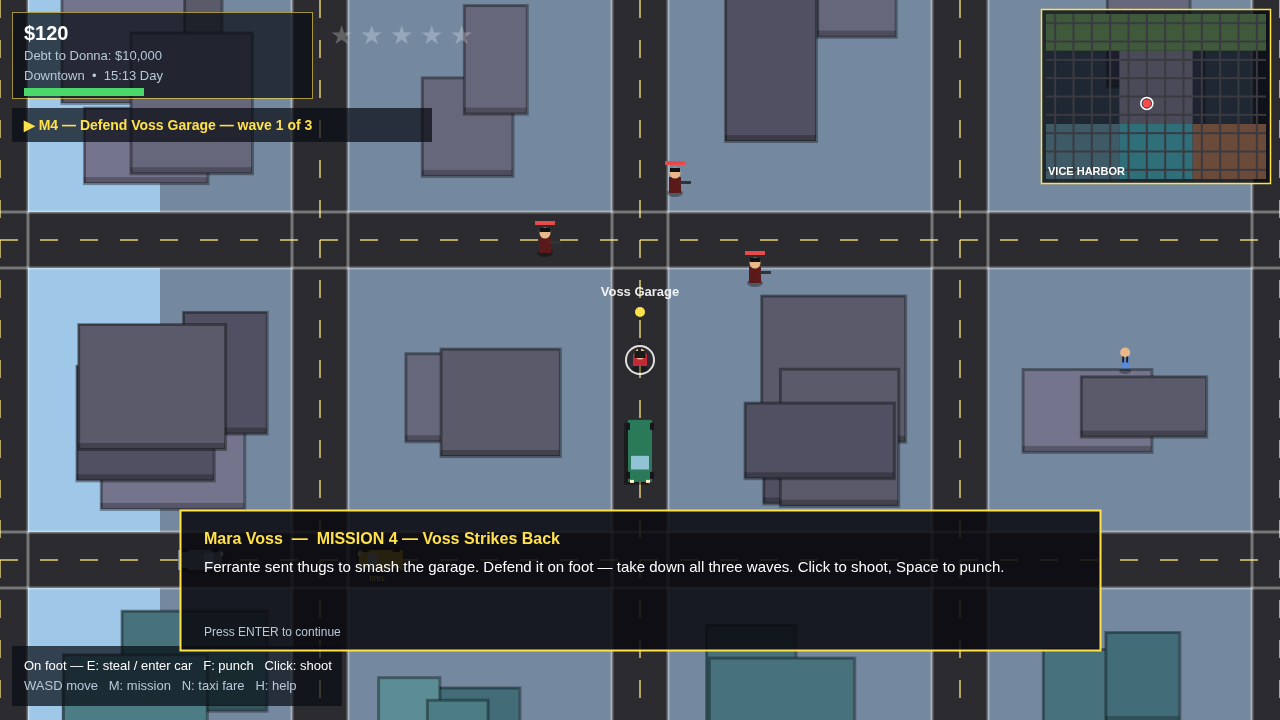 $120
Debt to Donna: $10,000
Downtown • 15:13 Day
▶ M4 — Defend Voss Garage — wave 1 of 3
VICE HARBOR
Voss Garage
Mara Voss — MISSION 4 — Voss Strikes Back
Ferrante sent thugs to smash the garage. Defend it on foot — take down all three waves. Click to shoot, Space to punch.
Press ENTER to continue
On foot — E: steal / enter car F: punch Click: shoot
WASD move M: mission N: taxi fare H: help